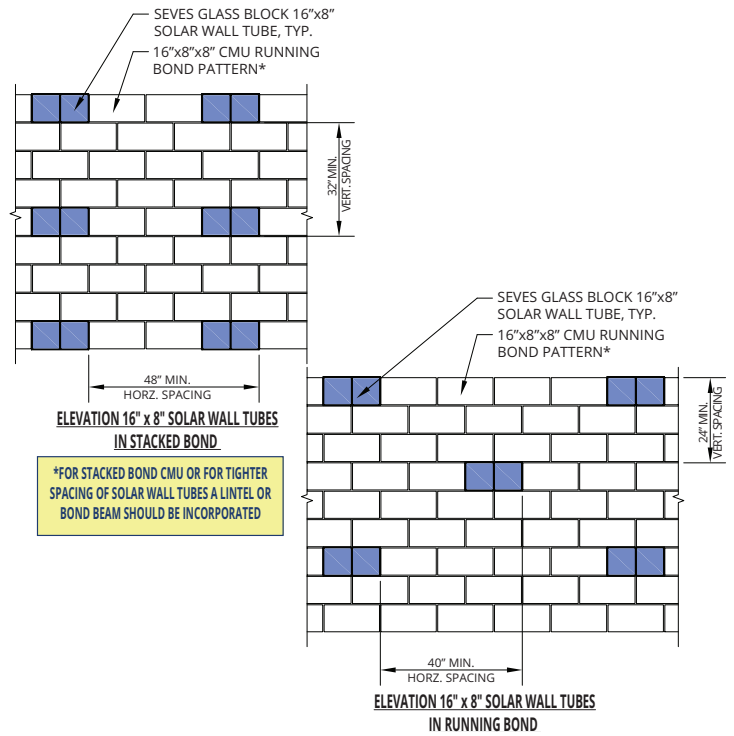 SEVES GLASS BLOCK 16”x8”
SOLAR WALL TUBE, TYP.
16”x8”x8” CMU RUNNING
BOND PATTERN*
32” MIN.
VERT. SPACING
48” MIN.
HORZ. SPACING
ELEVATION 16" x 8" SOLAR WALL TUBES
IN STACKED BOND
*FOR STACKED BOND CMU OR FOR TIGHTER
SPACING OF SOLAR WALL TUBES A LINTEL OR
BOND BEAM SHOULD BE INCORPORATED
SEVES GLASS BLOCK 16”x8”
SOLAR WALL TUBE, TYP.
16”x8”x8” CMU RUNNING
BOND PATTERN*
24” MIN.
VERT. SPACING
40” MIN.
HORZ. SPACING
ELEVATION 16" x 8" SOLAR WALL TUBES
IN RUNNING BOND